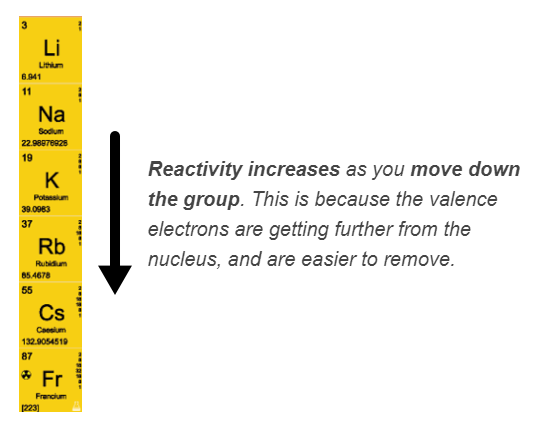 3
Li
Lithium
6.941
11
Na
Sodium
22.98976928
19
K
Potassium
39.0983
37
Rb
Rubidium
85.4678
55
Cs
Caesium
132.9054519
87
Fr
Francium
[223]
Reactivity increases as you move down
the group. This is because the valence
electrons are getting further from the
nucleus, and are easier to remove.